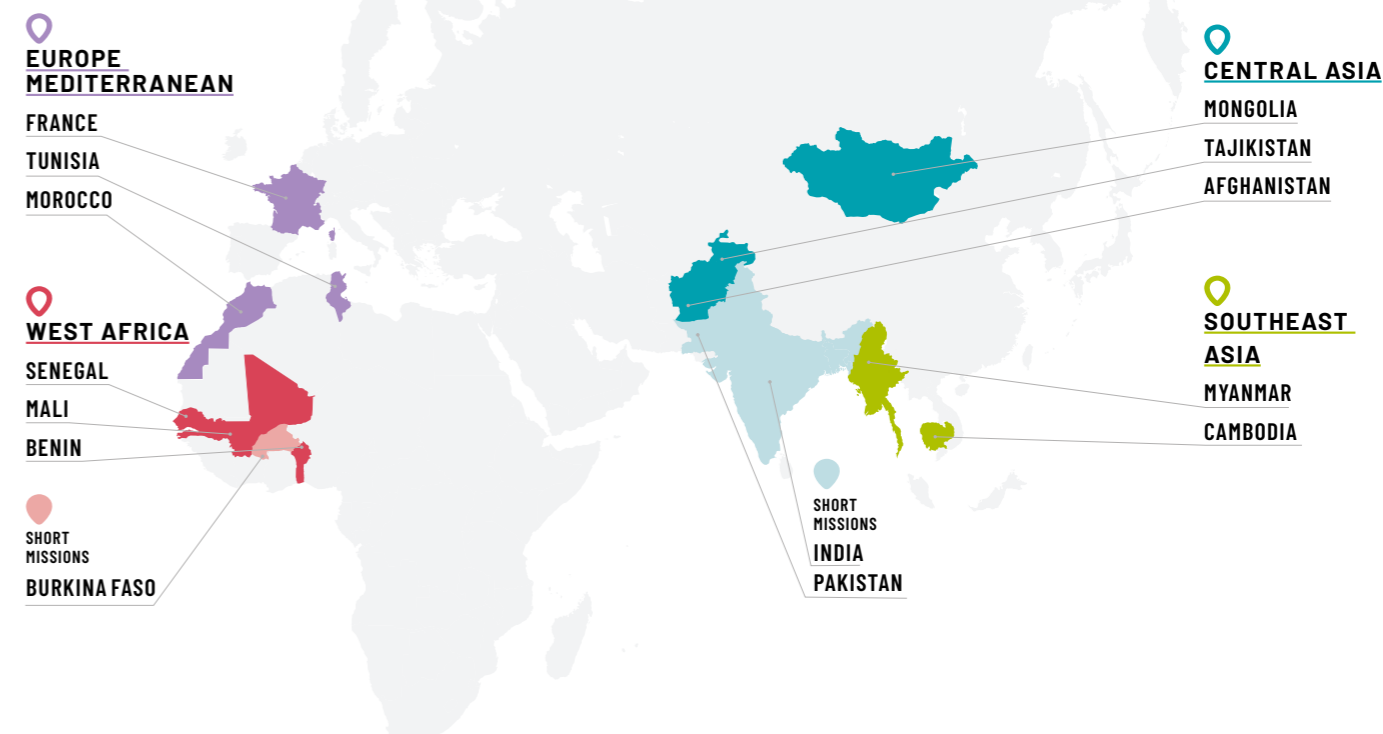 EUROPE
MEDITERRANEAN
FRANCE
TUNISIA
MOROCCO
WEST AFRICA
SENEGAL
MALI
BENIN
SHORT
MISSIONS
BURKINA FASO
SHORT
MISSIONS
INDIA
PAKISTAN
CENTRAL ASIA
MONGOLIA
TAJIKISTAN
AFGHANISTAN
SOUTHEAST
ASIA
MYANMAR
CAMBODIA